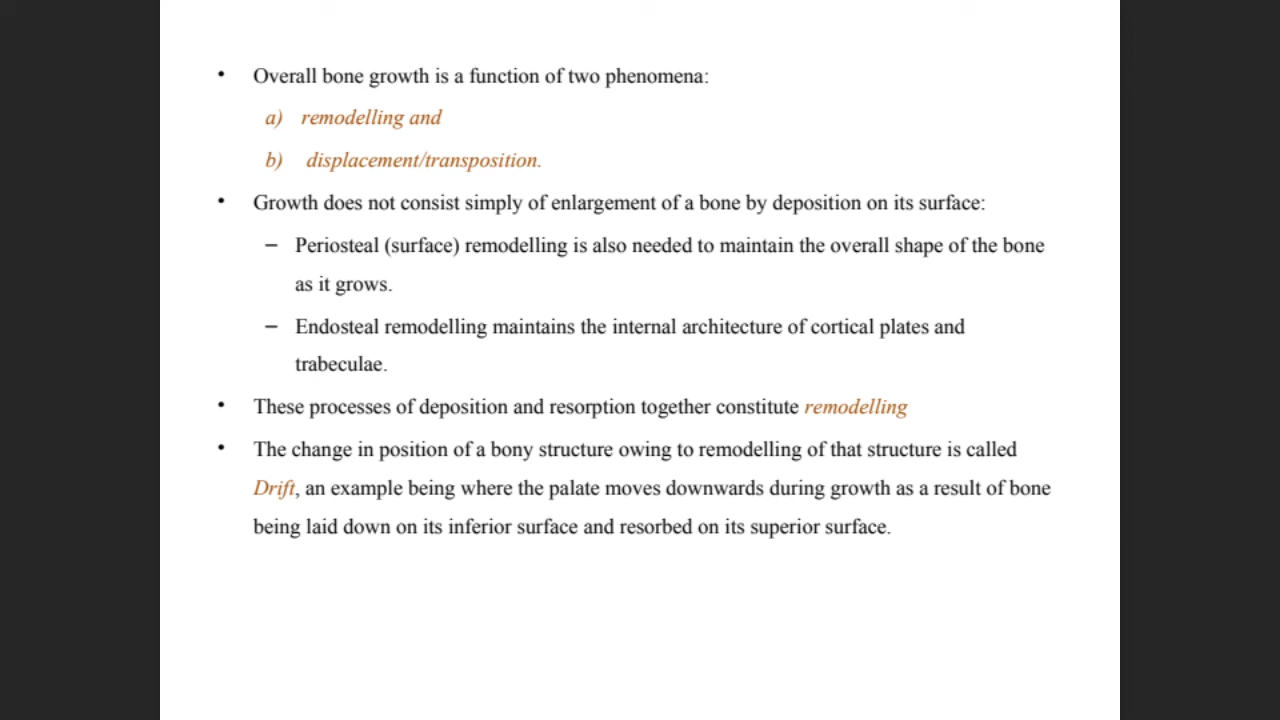 • Overall bone growth is a function of two phenomena:
a) remodelling and
b) displacement/transposition.
• Growth does not consist simply of enlargement of a bone by deposition on its surface:
– Periosteal (surface) remodelling is also needed to maintain the overall shape of the bone
as it grows.
– Endosteal remodelling maintains the internal architecture of cortical plates and
trabeculae.
• These processes of deposition and resorption together constitute remodelling
• The change in position of a bony structure owing to remodelling of that structure is called
Drift, an example being where the palate moves downwards during growth as a result of bone
being laid down on its inferior surface and resorbed on its superior surface.